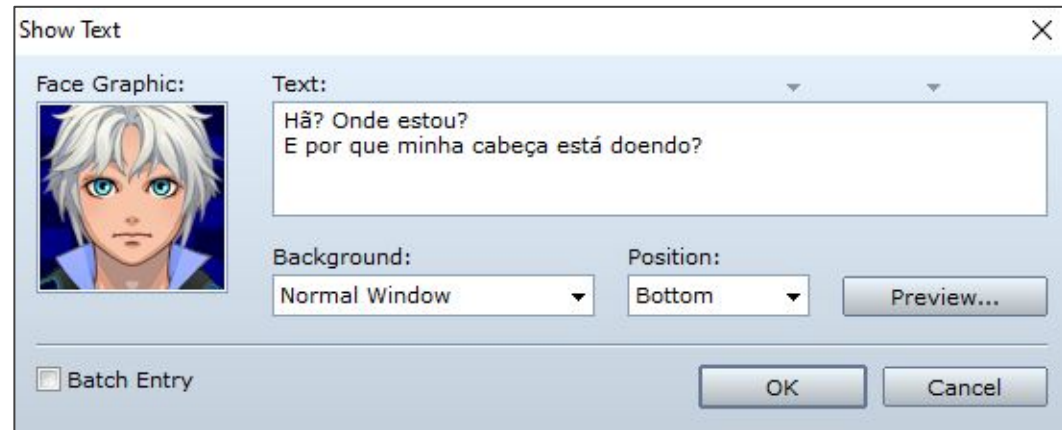 Show Text
Face Graphic:
Text:
Hã? Onde estou?
E por que minha cabeça está doendo?
Background:
Position:
Normal Window
Bottom
Preview...
Batch Entry
OK
Cancel